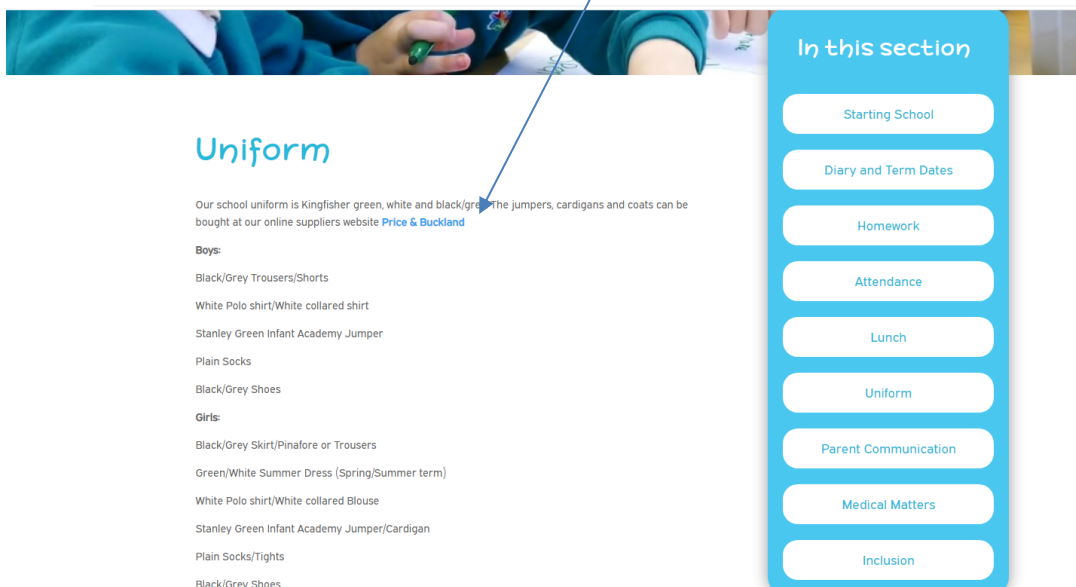 In this section
Starting School
Diary and Term Dates
Homework
Attendance
Lunch
Uniform
Parent Communication
Medical Matters
Inclusion
Uniform
Our school uniform is Kingfisher green, white and black/gre The jumpers, cardigans and coats can be
bought at our online suppliers website Price & Buckland
Boys:
Black/Grey Trousers/Shorts
White Polo shirt/White collared shirt
Stanley Green Infant Academy Jumper
Plain Socks
Black/Grey Shoes
Girls:
Black/Grey Skirt/Pinafore or Trousers
Green/White Summer Dress (Spring/Summer term)
White Polo shirt/White collared Blouse
Stanley Green Infant Academy Jumper/Cardigan
Plain Socks/Tights
Black/Grey Shoes